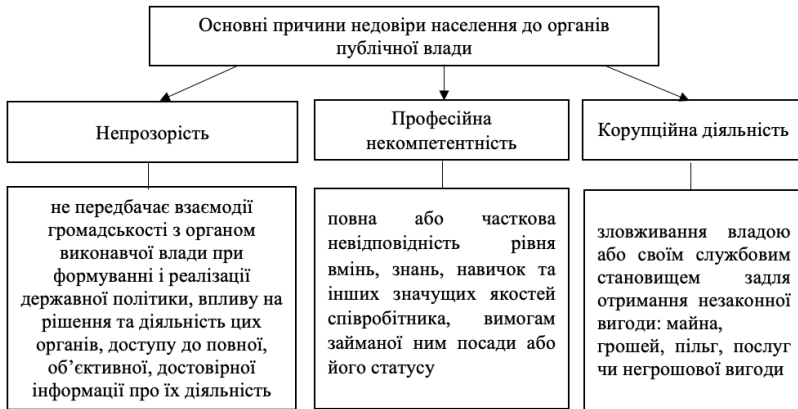 Основні причини недовіри населення до органів
публічної влади
Непрозорість
Професійна
некомпетентність
Корупційна діяльність
не передбачає взаємодії
громадськості з органом
виконавчої влади при
формуванні і реалізації
державної політики, впливу на
рішення та діяльність цих
органів, доступу до повної,
об’єктивної, достовірної
інформації про їх діяльність
повна або часткова
невідповідність рівня
вмінь, знань, навичок та
інших значущих якостей
співробітника, вимогам
займаної ним посади або
його статусу
зловживання владою
або своїм службовим
становищем задля
отримання незаконної
вигоди: майна,
грошей, пільг, послуг
чи негрошової вигоди